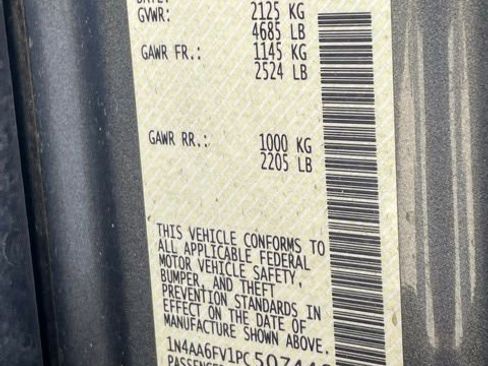 GVWR: 2125 KG
4685 LB
GAWR FR.: 1145 KG
2524 LB
GAWR RR.: 1000 KG
2205 LB
THIS VEHICLE CONFORMS TO
ALL APPLICABLE FEDERAL
MOTOR VEHICLE SAFETY,
BUMPER, AND THEFT
PREVENTION STANDARDS IN
EFFECT ON THE DATE OF
MANUFACTURE SHOWN ABOVE.
1N4AA6FV1PC50744